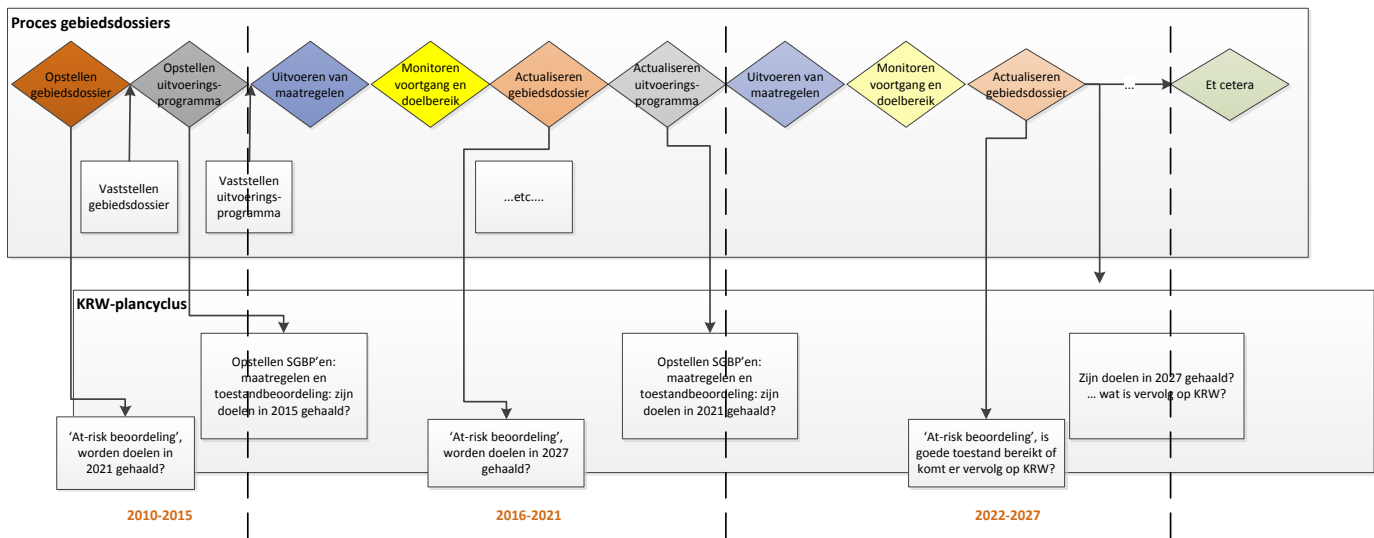 Proces gebiedsdossiers
Opstellen
gebiedsdossier
Opstellen
uitvoerings-
programma
Uitvoeren van
maatregelen
Monitoren
voortgang en
doelbereik
Actualiseren
gebiedsdossier
Actualiseren
uitvoerings-
programma
Uitvoeren van
maatregelen
Monitoren
voortgang en
doelbereik
Actualiseren
gebiedsdossier
...
Et cetera
Vaststellen
gebiedsdossier
Vaststellen
uitvoerings-
programma
...etc....
KRW-plancyclus
Opstellen SGBP’en:
maatregelen en
toestandbeoordeling: zijn
doelen in 2015 gehaald?
Opstellen SGBP’en:
maatregelen en
toestandbeoordeling: zijn
doelen in 2021 gehaald?
Zijn doelen in 2027 gehaald?
... wat is vervolg op KRW?
‘At-risk beoordeling’,
worden doelen in
2021 gehaald?
‘At-risk beoordeling’,
worden doelen in 2027
gehaald?
‘At-risk beoordeling’, is
goede toestand bereikt of
komt er vervolg op KRW?
2010-2015
2016-2021
2022-2027